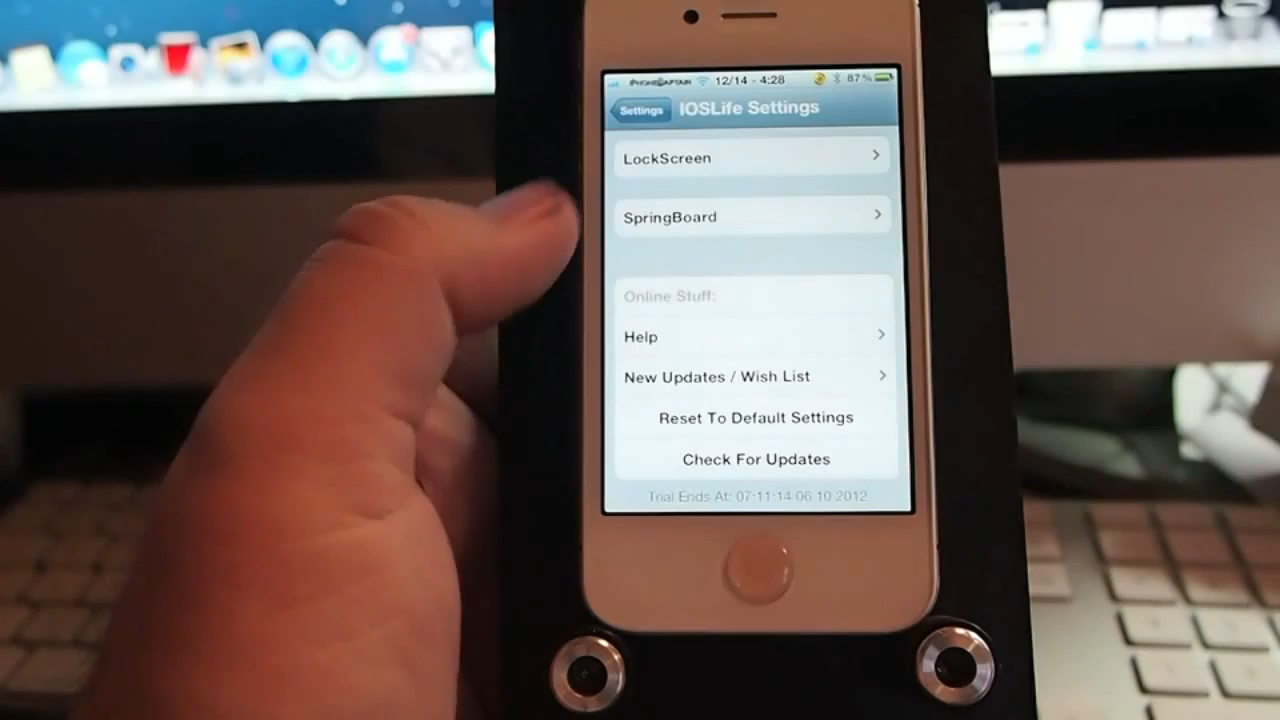 iPhoneCaptain 12/14 - 4:28 87%
Settings IOSLife Settings
LockScreen
SpringBoard
Online Stuff:
Help
New Updates / Wish List
Reset To Default Settings
Check For Updates
Trial Ends At: 07:11:14 06 10 2012